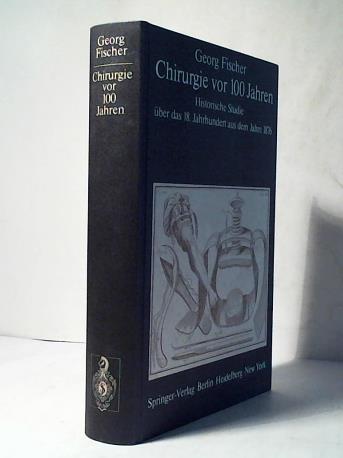 Georg
Fischer
Chirurgie
vor
100
Jahren
Georg Fischer
Chirurgie vor 100 Jahren
Historische Studie
über das 18. Jahrhundert aus dem Jahre 1876
Springer-Verlag Berlin Heidelberg New York